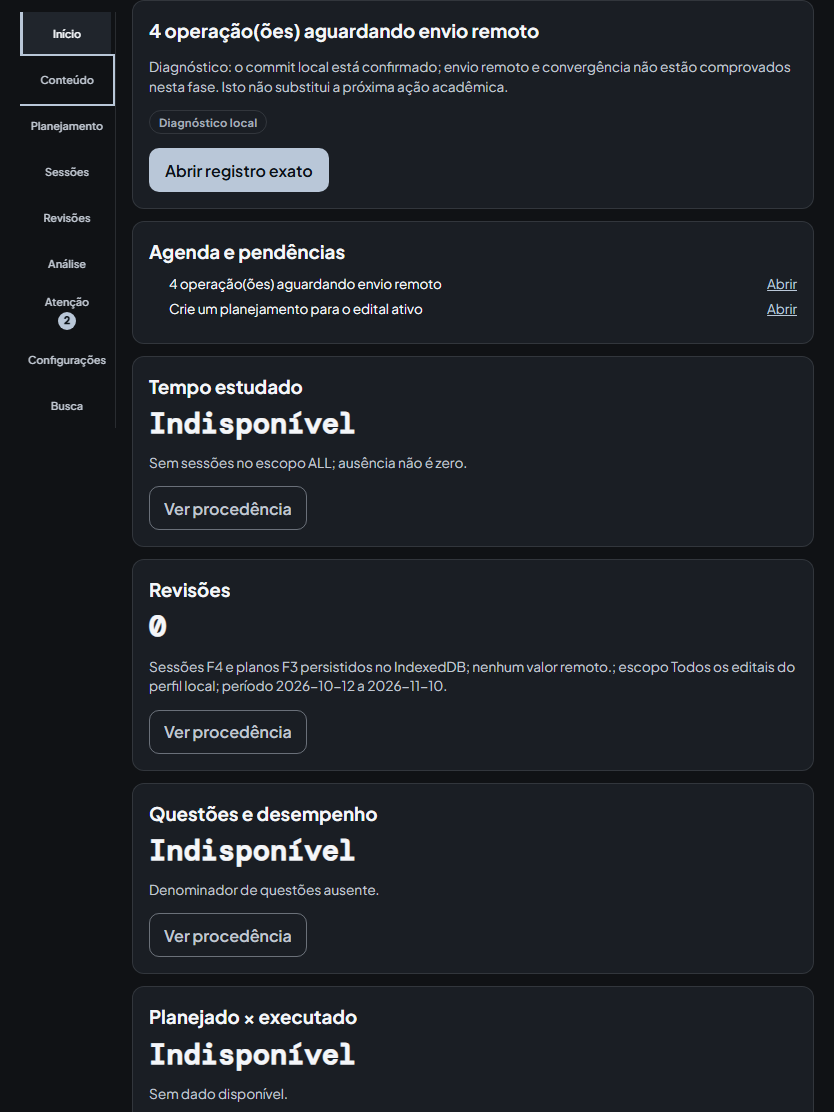 Início
Conteúdo
Planejamento
Sessões
Revisões
Análise
Atenção
2
Configurações
Busca
4 operação(ões) aguardando envio remoto
Diagnóstico: o commit local está confirmado; envio remoto e convergência não estão comprovados
nesta fase. Isto não substitui a próxima ação acadêmica.
Diagnóstico local
Abrir registro exato
Agenda e pendências
4 operação(ões) aguardando envio remoto Abrir
Crie um planejamento para o edital ativo Abrir
Tempo estudado
Indisponível
Sem sessões no escopo ALL; ausência não é zero.
Ver procedência
Revisões
0
Sessões F4 e planos F3 persistidos no IndexedDB; nenhum valor remoto.; escopo Todos os editais do
perfil local; período 2026-10-12 a 2026-11-10.
Ver procedência
Questões e desempenho
Indisponível
Denominador de questões ausente.
Ver procedência
Planejado × executado
Indisponível
Sem dado disponível.